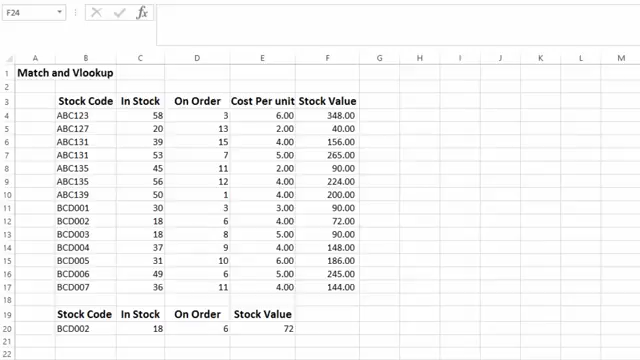 F24
fx
A B C D E F G H I J K L M
1 Match and Vlookup
2
3 Stock Code In Stock On Order Cost Per unit Stock Value
4 ABC123 58 3 6.00 348.00
5 ABC127 20 13 2.00 40.00
6 ABC131 39 15 4.00 156.00
7 ABC131 53 7 5.00 265.00
8 ABC135 45 11 2.00 90.00
9 ABC135 56 12 4.00 224.00
10 ABC139 50 1 4.00 200.00
11 BCD001 30 3 3.00 90.00
12 BCD002 18 6 4.00 72.00
13 BCD003 18 8 5.00 90.00
14 BCD004 37 9 4.00 148.00
15 BCD005 31 10 6.00 186.00
16 BCD006 49 6 5.00 245.00
17 BCD007 36 11 4.00 144.00
18
19 Stock Code In Stock On Order Stock Value
20 BCD002 18 6 72
21
22